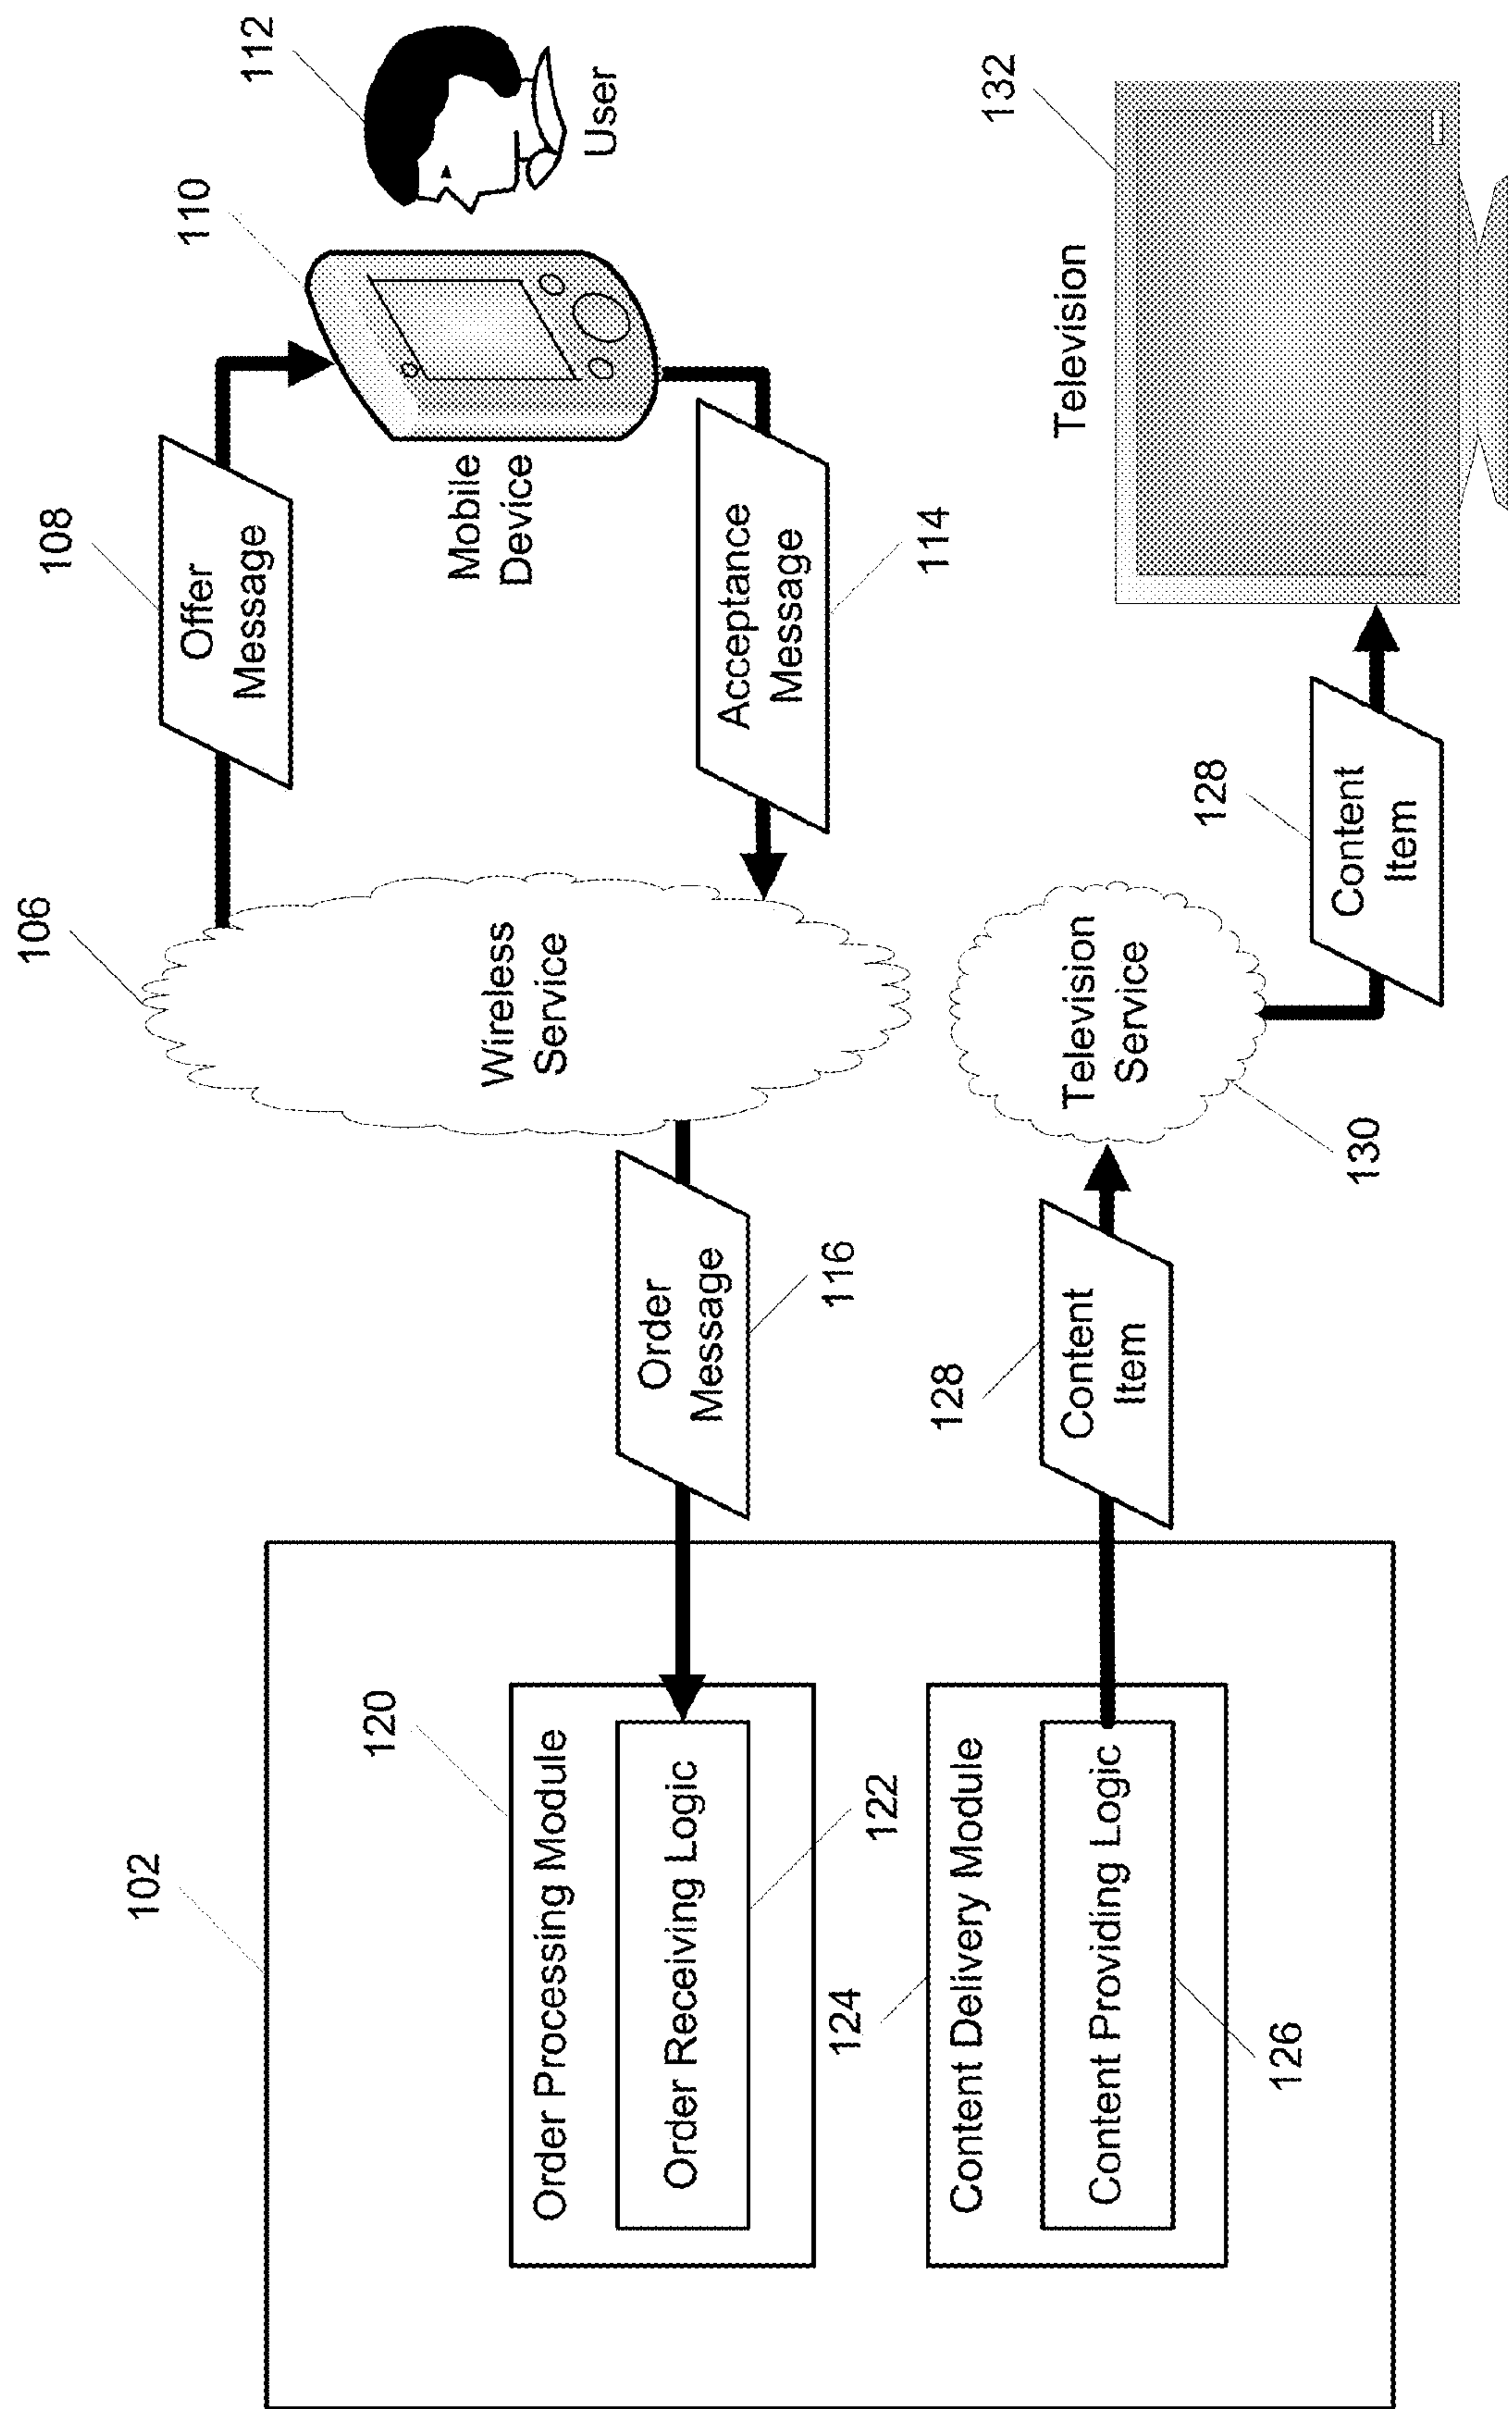 102
120
Order Processing Module
Order Receiving Logic
122
124
Content Delivery Module
Content Providing Logic
126
Order
Message
116
128
Content
Item
106
Wireless
Service
Television
Service
130
108
Offer
Message
110
Mobile
Device
112
User
Acceptance
Message
114
128
Content
Item
Television
132